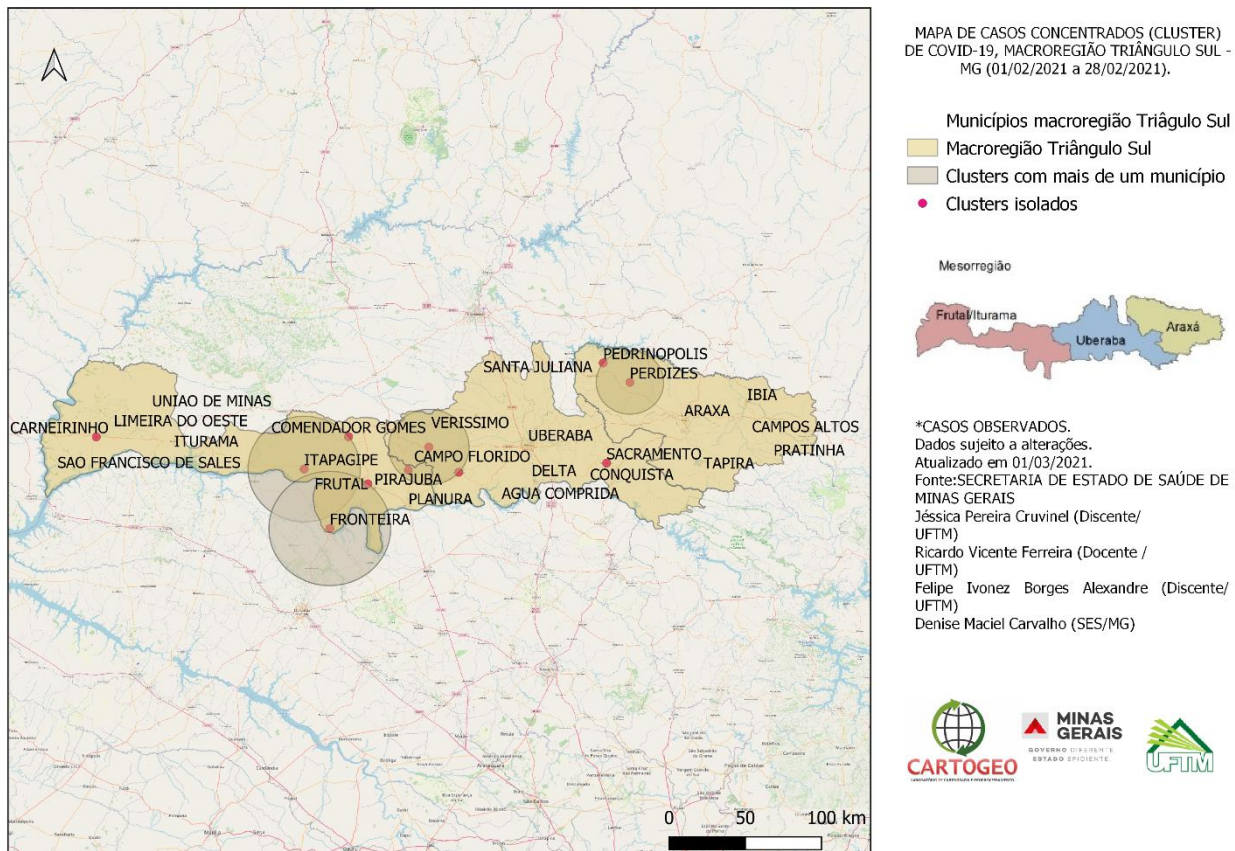 MAPA DE CASOS CONCENTRADOS (CLUSTER)
DE COVID-19, MACROREGIÃO TRIÂNGULO SUL -
MG (01/02/2021 a 28/02/2021).
Municípios macroregião Triâgulo Sul
Macroregião Triângulo Sul
Clusters com mais de um município
Clusters isolados
Mesorregião
Frutal/Iturama
Uberaba
Araxá
PEDRINOPOLIS
SANTA JULIANA
PERDIZES
UNIAO DE MINAS
IBIA
ARAXA
LIMEIRA DO OESTE
COMENDADOR GOMES
VERISSIMO
CARNEIRINHO
CAMPOS ALTOS
UBERABA
ITURAMA
PRATINHA
CAMPO FLORIDO
SACRAMENTO
SAO FRANCISCO DE SALES
ITAPAGIPE
TAPIRA
DELTA
CONQUISTA
FRUTAL
PIRAJUBA
AGUA COMPRIDA
PLANURA
FRONTEIRA
0 50 100 km
*CASOS OBSERVADOS.
Dados sujeito a alterações.
Atualizado em 01/03/2021.
Fonte:SECRETARIA DE ESTADO DE SAÚDE DE
MINAS GERAIS
Jéssica Pereira Cruvinel (Discente/
UFTM)
Ricardo Vicente Ferreira (Docente /
UFTM)
Felipe Ivonez Borges Alexandre (Discente/
UFTM)
Denise Maciel Carvalho (SES/MG)
CARTOGEO
MINAS
GERAIS
GOVERNO DIFERENTE
ESTADO EFICIENTE
UFTM